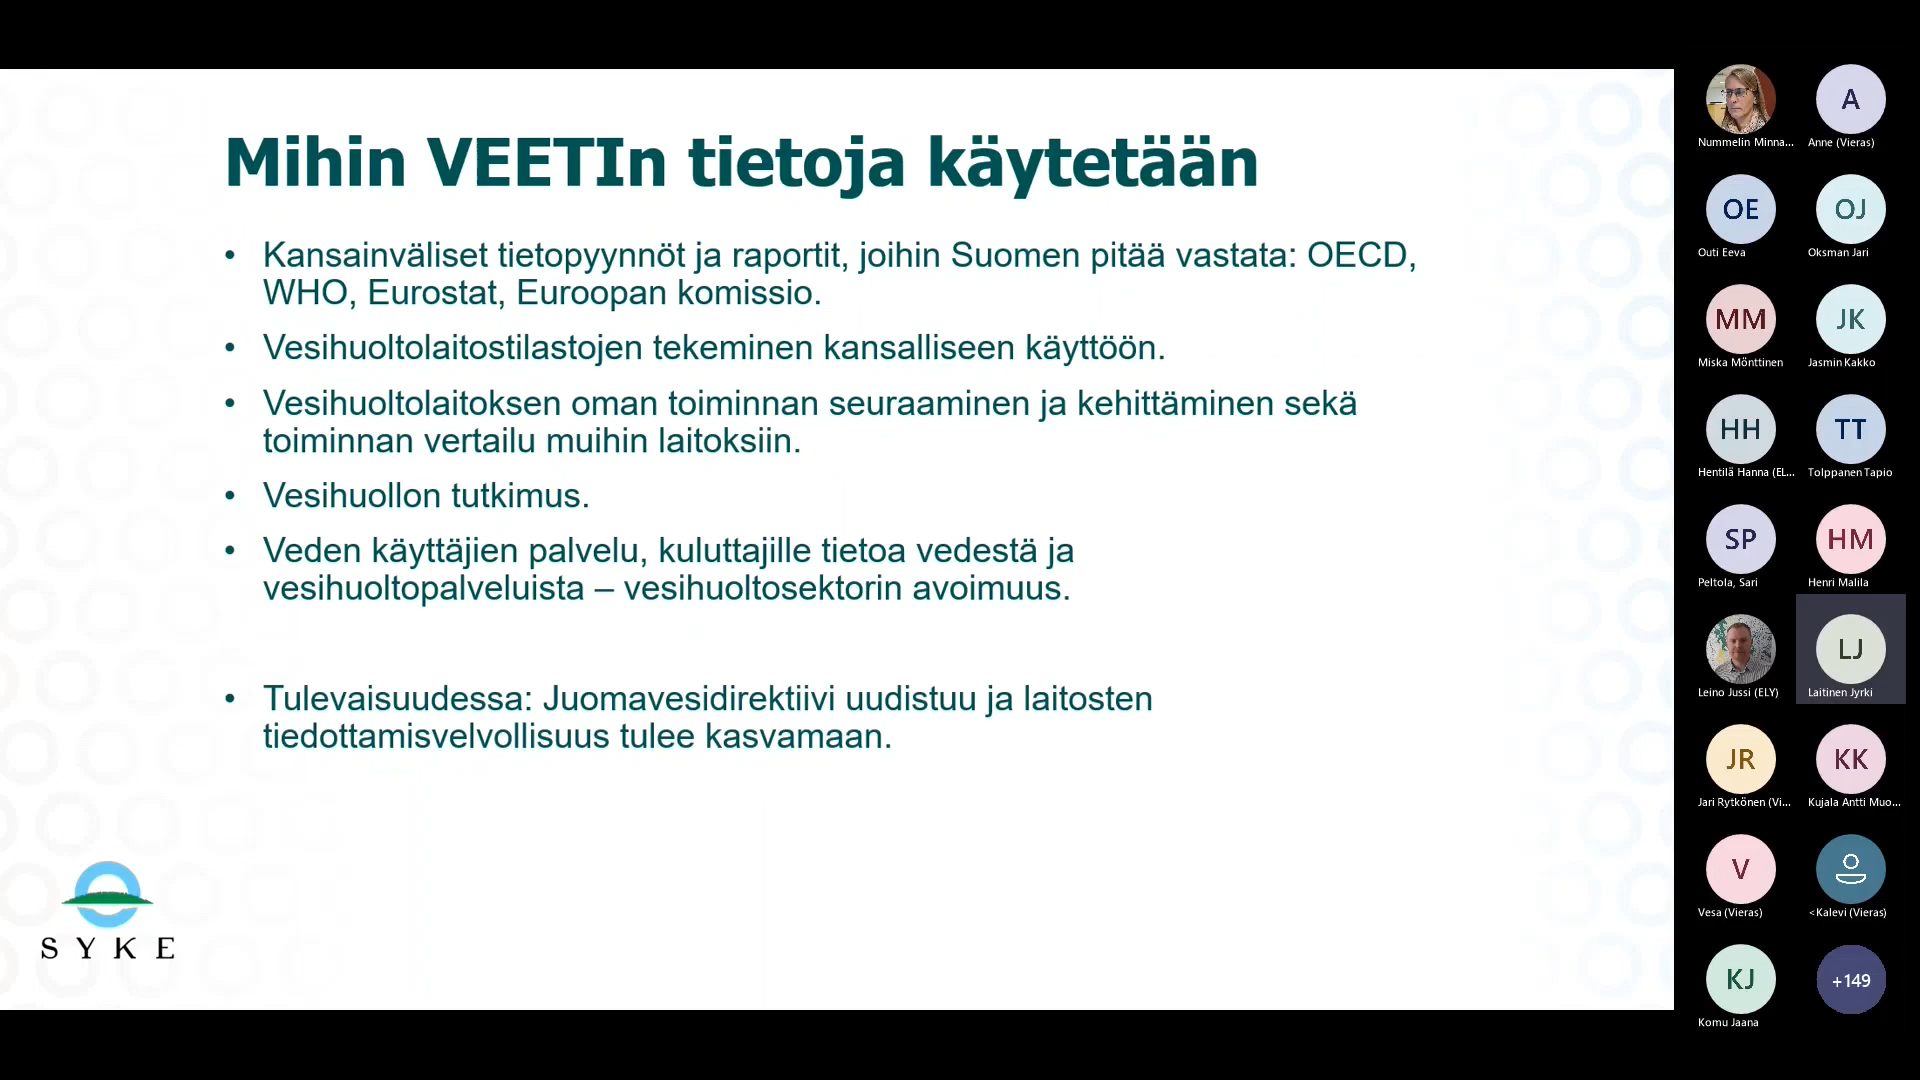 Mihin VEETIn tietoja käytetään
• Kansainväliset tietopyynnöt ja raportit, joihin Suomen pitää vastata: OECD,
WHO, Eurostat, Euroopan komissio.
• Vesihuoltolaitostilastojen tekeminen kansalliseen käyttöön.
• Vesihuoltolaitoksen oman toiminnan seuraaminen ja kehittäminen sekä
toiminnan vertailu muihin laitoksiin.
• Vesihuollon tutkimus.
• Veden käyttäjien palvelu, kuluttajille tietoa vedestä ja
vesihuoltopalveluista – vesihuoltosektorin avoimuus.
• Tulevaisuudessa: Juomavesidirektiivi uudistuu ja laitosten
tiedottamisvelvollisuus tulee kasvamaan.
SYKE
A
Nummelin Minna...
Anne (Vieras)
OE
OJ
Outi Eeva
Oksman Jari
MM
JK
Miska Mönttinen
Jasmin Kakko
HH
TT
Hentilä Hanna (EL...
Tolppanen Tapio
SP
HM
Peltola, Sari
Henri Malila
LJ
Leino Jussi (ELY)
Laitinen Jyrki
JR
KK
Jari Rytkönen (Vi...
Kujala Antti Muo...
V
Vesa (Vieras)
<Kalevi (Vieras)
KJ
+149
Komu Jaana